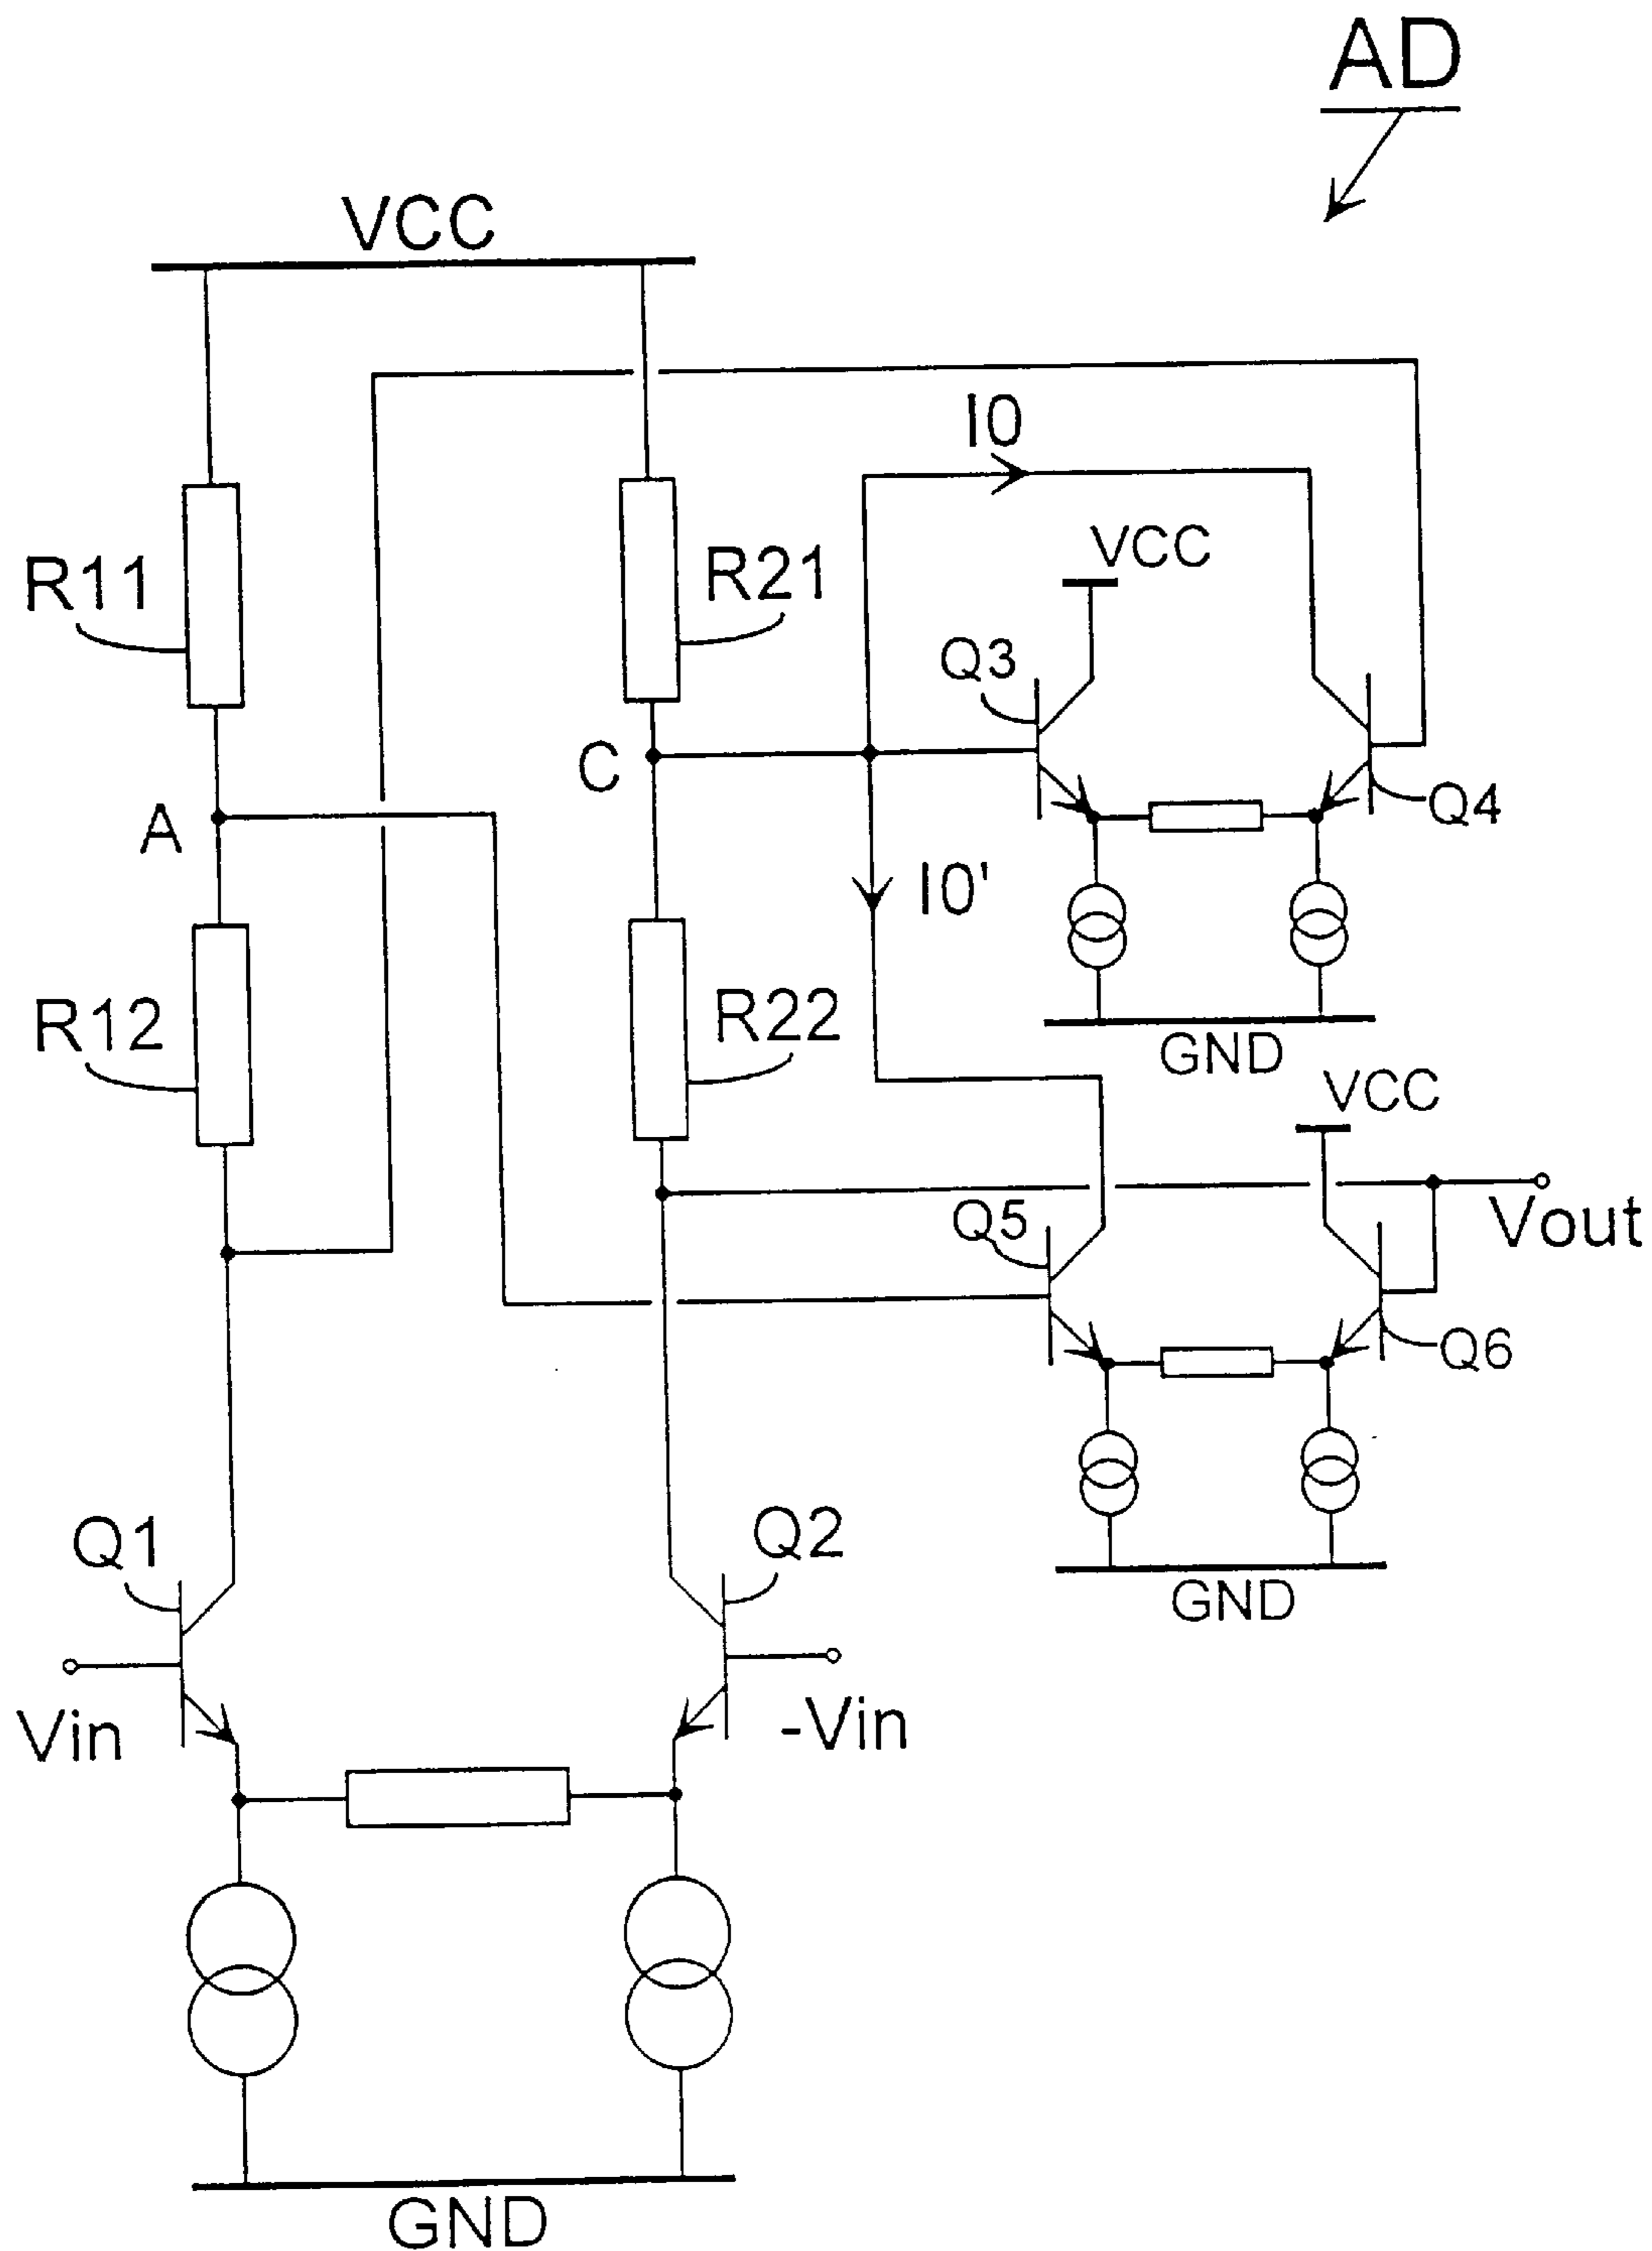 AD
VCC
I0
VCC
R11
R21
Q3
C
A
Q4
I0'
R12
R22
GND
VCC
Q5
Vout
Q6
Q1
Q2
GND
Vin
-Vin
GND